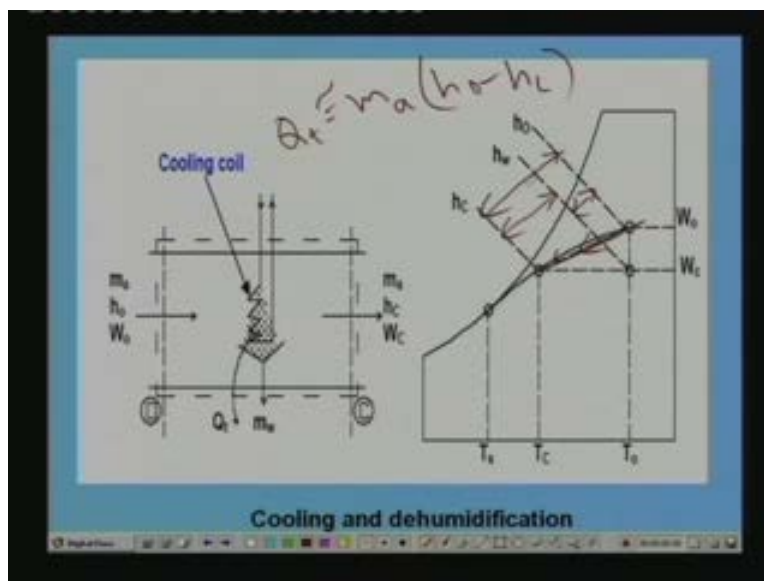 Qt = ma(ho-hc)
Cooling coil
ma
ho
Wo
ma
hC
WC
O
C
Qt
mw
ho
hw
hC
Wo
Wc
Ts
TC
To
Cooling and dehumidification